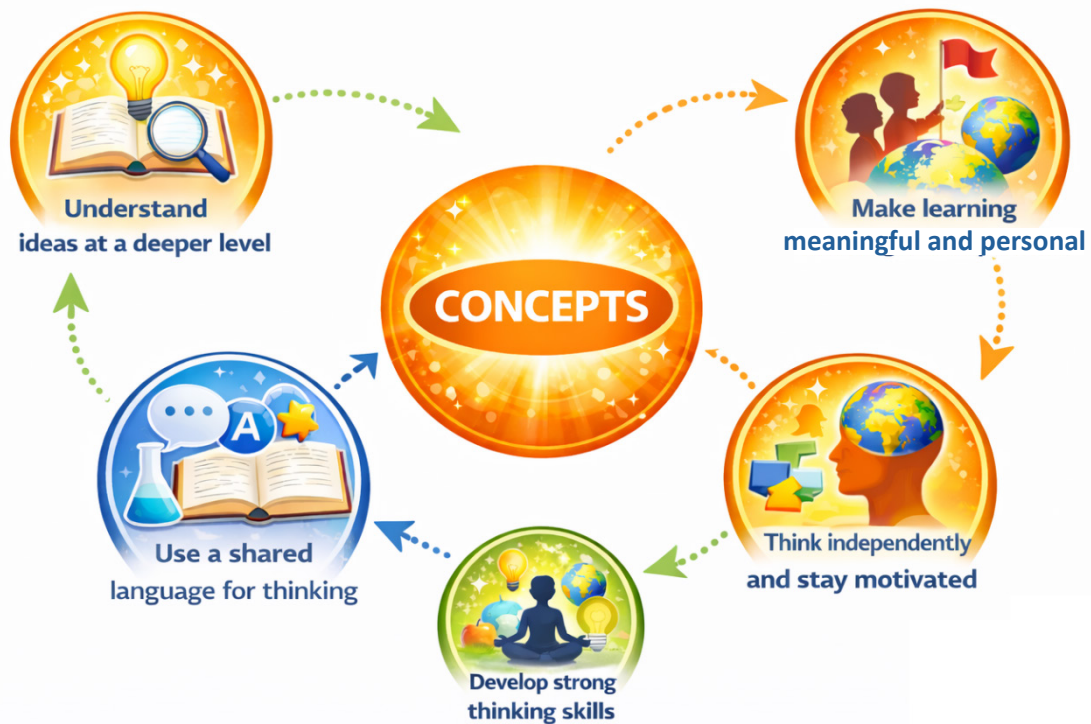 Understand
ideas at a deeper level
Make learning
meaningful and personal
CONCEPTS
A
Use a shared
language for thinking
Think independently
and stay motivated
Develop strong
thinking skills